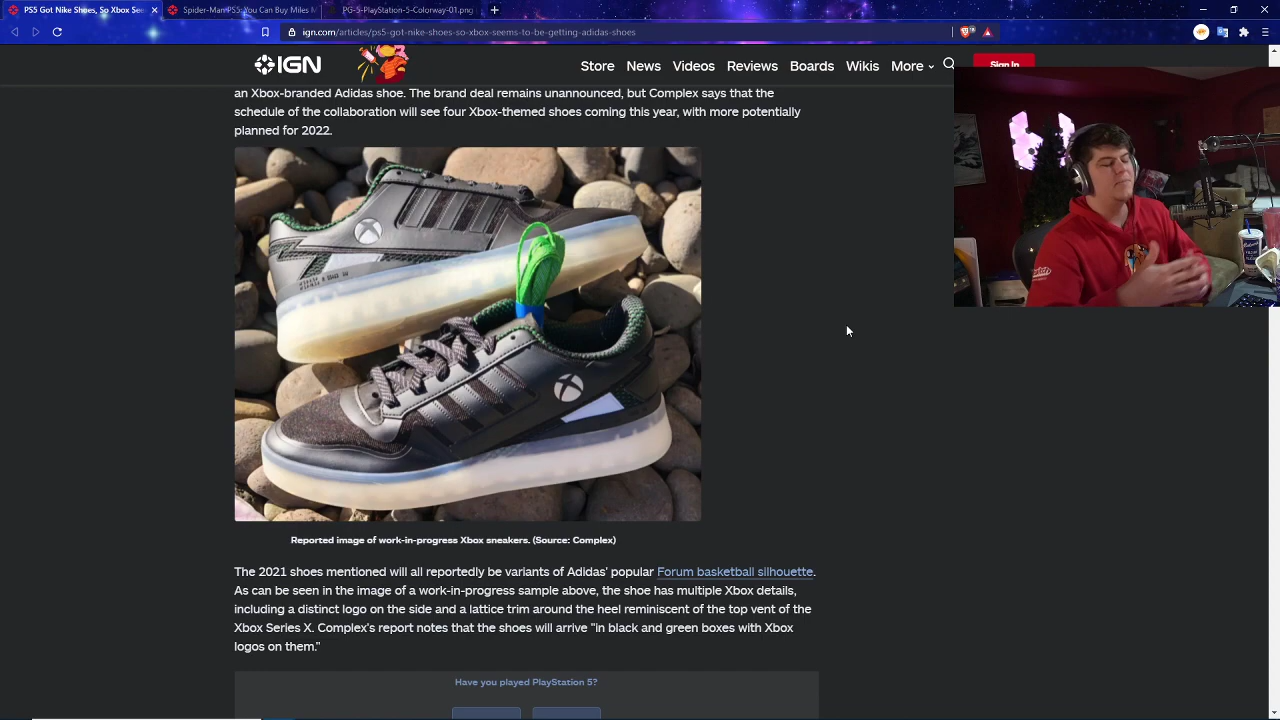 PS5 Got Nike Shoes, So Xbox See
Spider-Man PS5: You Can Buy Miles M
PG-5-PlayStation-5-Colorway-01.png
ign.com/articles/ps5-got-nike-shoes-so-xbox-seems-to-be-getting-adidas-shoes
IGN
Store
News
Videos
Reviews
Boards
Wikis
More
Sign In
an Xbox-branded Adidas shoe. The brand deal remains unannounced, but Complex says that the
schedule of the collaboration will see four Xbox-themed shoes coming this year, with more potentially
planned for 2022.
Reported image of work-in-progress Xbox sneakers. (Source: Complex)
The 2021 shoes mentioned will all reportedly be variants of Adidas' popular Forum basketball silhouette.
As can be seen in the image of a work-in-progress sample above, the shoe has multiple Xbox details,
including a distinct logo on the side and a lattice trim around the heel reminiscent of the top vent of the
Xbox Series X. Complex's report notes that the shoes will arrive "in black and green boxes with Xbox
logos on them."
Have you played PlayStation 5?